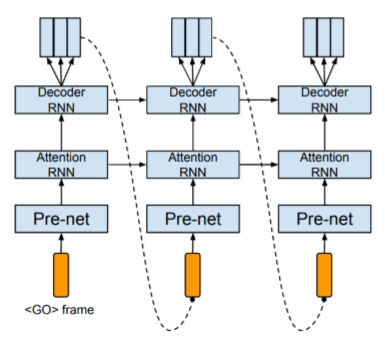 Decoder Decoder Decoder
RNN RNN RNN
Attention Attention Attention
RNN RNN RNN
Pre-net Pre-net Pre-net
<GO> frame